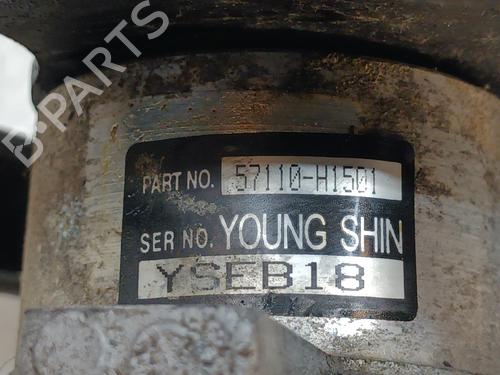 B-PARTS
PART NO. 57110-H1501
SER NO. YOUNG SHIN
YSEB18